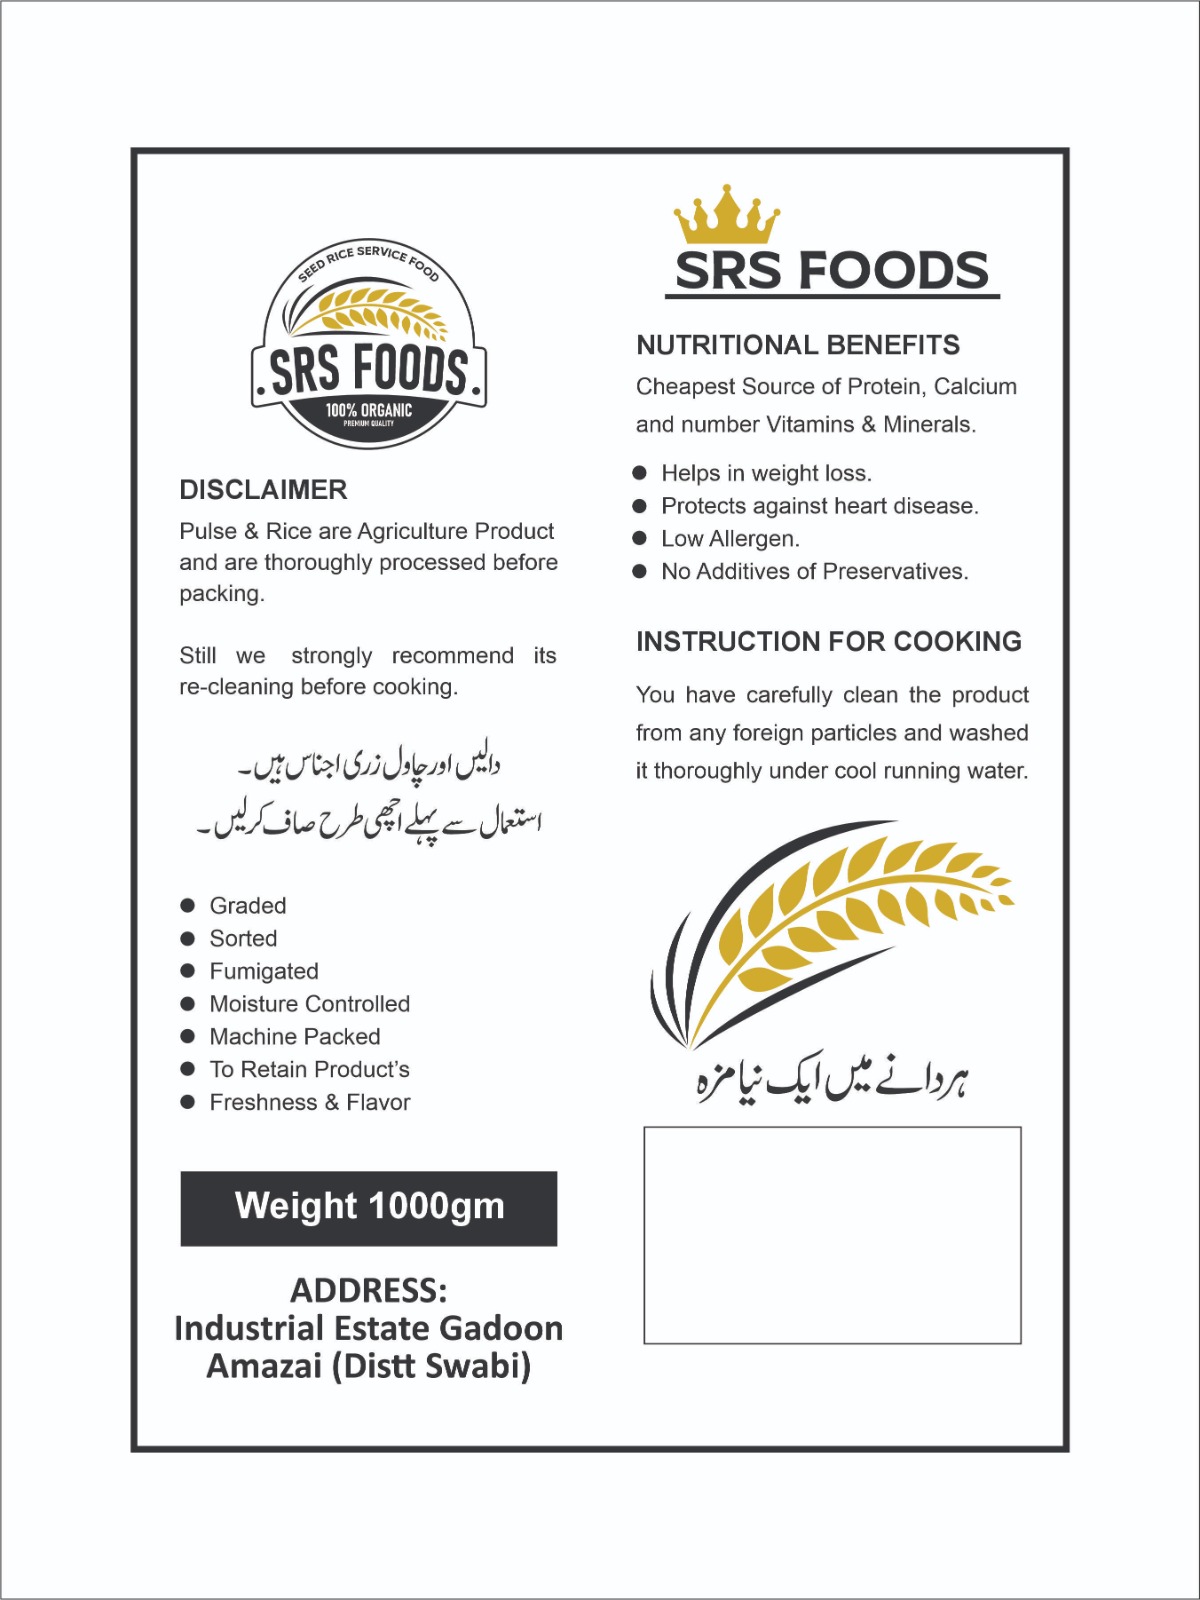 SEED RICE SERVICE FOOD
SRS FOODS
100% ORGANIC
PREMIUM QUALITY
DISCLAIMER
Pulse & Rice are Agriculture Product
and are thoroughly processed before
packing.
Still we strongly recommend its
re-cleaning before cooking.
دالیں اور چاول زری اجناس ہیں۔
استعمال سے پہلے اچھی طرح صاف کرلیں۔
● Graded
● Sorted
● Fumigated
● Moisture Controlled
● Machine Packed
● To Retain Product’s
● Freshness & Flavor
Weight 1000gm
ADDRESS:
Industrial Estate Gadoon
Amazai (Distt Swabi)
SRS FOODS
NUTRITIONAL BENEFITS
Cheapest Source of Protein, Calcium
and number Vitamins & Minerals.
● Helps in weight loss.
● Protects against heart disease.
● Low Allergen.
● No Additives of Preservatives.
INSTRUCTION FOR COOKING
You have carefully clean the product
from any foreign particles and washed
it thoroughly under cool running water.
ہر دانے میں ایک نیا مزہ